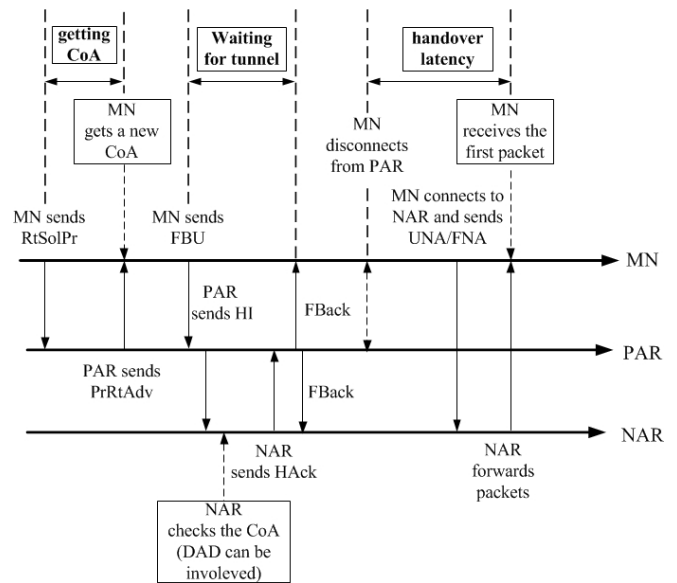 getting
CoA
Waiting
for tunnel
handover
latency
MN
gets a new
CoA
MN
disconnects
from PAR
MN
receives the
first packet
MN sends
RtSolPr
MN sends
FBU
MN connects to
NAR and sends
UNA/FNA
MN
PAR
sends HI
FBack
PAR
PAR sends
PrRtAdv
FBack
NAR
NAR
sends HAck
NAR
forwards
packets
NAR
checks the CoA
(DAD can be
involeved)